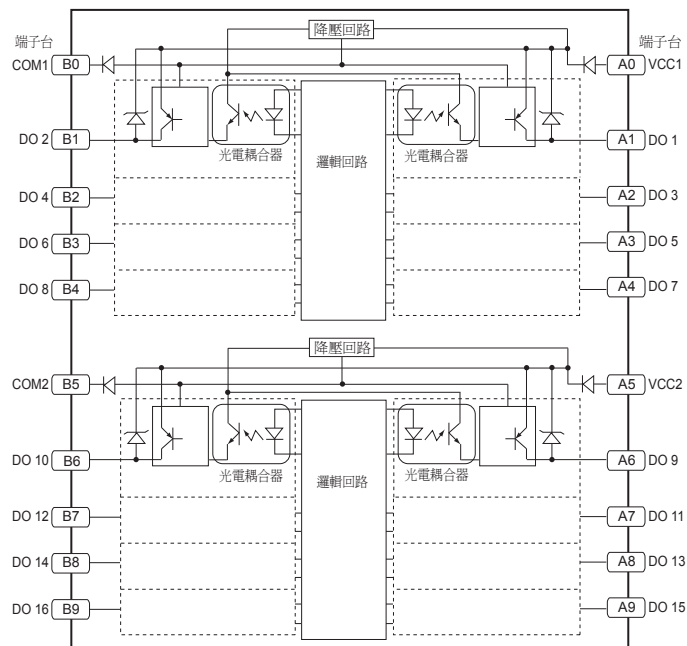 降壓回路
端子台
端子台
COM1 B0
A0 VCC1
DO 2 B1
A1 DO 1
光電耦合器
邏輯回路
光電耦合器
DO 4 B2
A2 DO 3
DO 6 B3
A3 DO 5
DO 8 B4
A4 DO 7
降壓回路
COM2 B5
A5 VCC2
DO 10 B6
A6 DO 9
光電耦合器
邏輯回路
光電耦合器
DO 12 B7
A7 DO 11
DO 14 B8
A8 DO 13
DO 16 B9
A9 DO 15